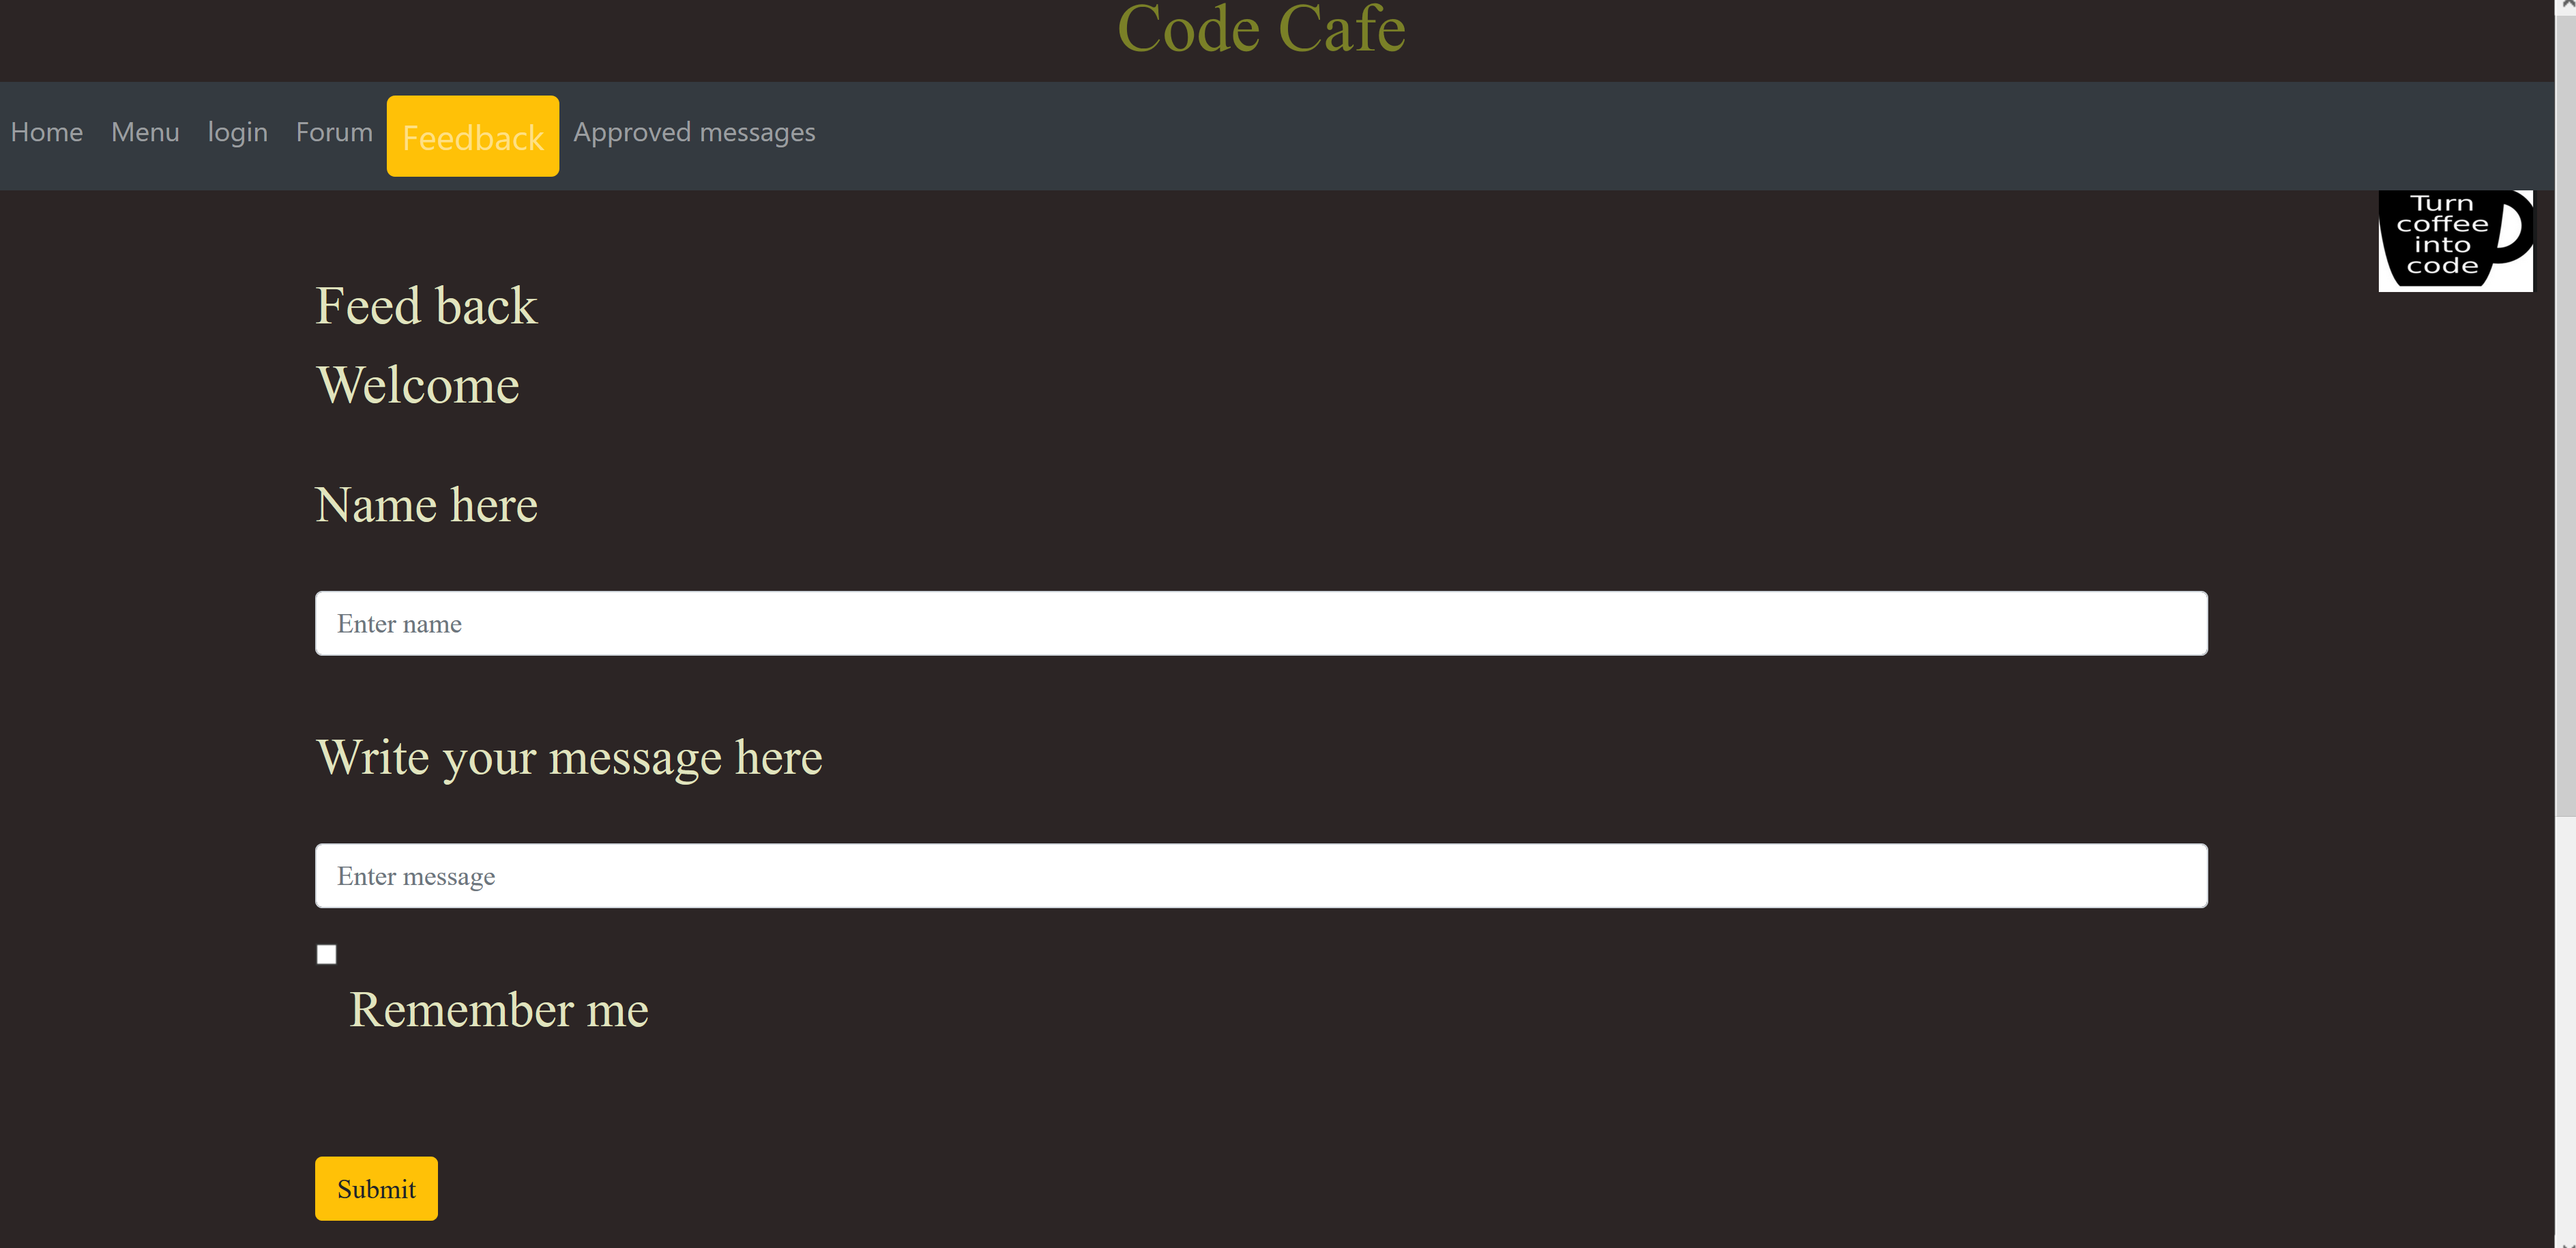 Code Cafe
Home Menu login Forum Feedback Approved messages
Turn
coffee
into
code
Feed back
Welcome
Name here
Enter name
Write your message here
Enter message
Remember me
Submit